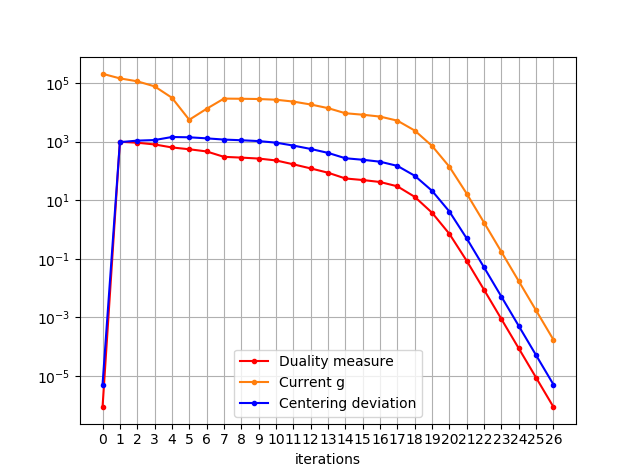 10^5
10^3
10^1
10^−1
10^−3
10^−5
Duality measure
Current g
Centering deviation
0 1 2 3 4 5 6 7 8 9 10 11 12 13 14 15 16 17 18 19 20 21 22 23 24 25 26
iterations